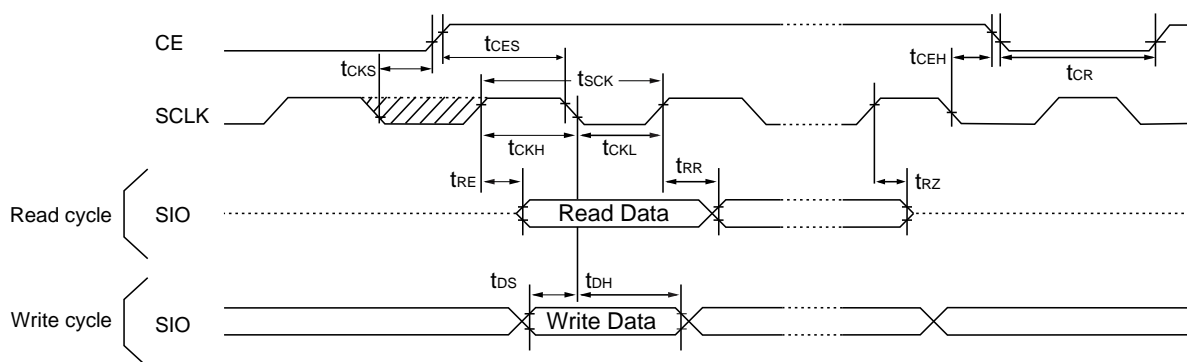 CE
tCES
tCKS
tCEH
tCR
tSCK
SCLK
tCKH
tCKL
tRE
tRR
tRZ
Read cycle
SIO
Read Data
tDS
tDH
Write cycle
SIO
Write Data